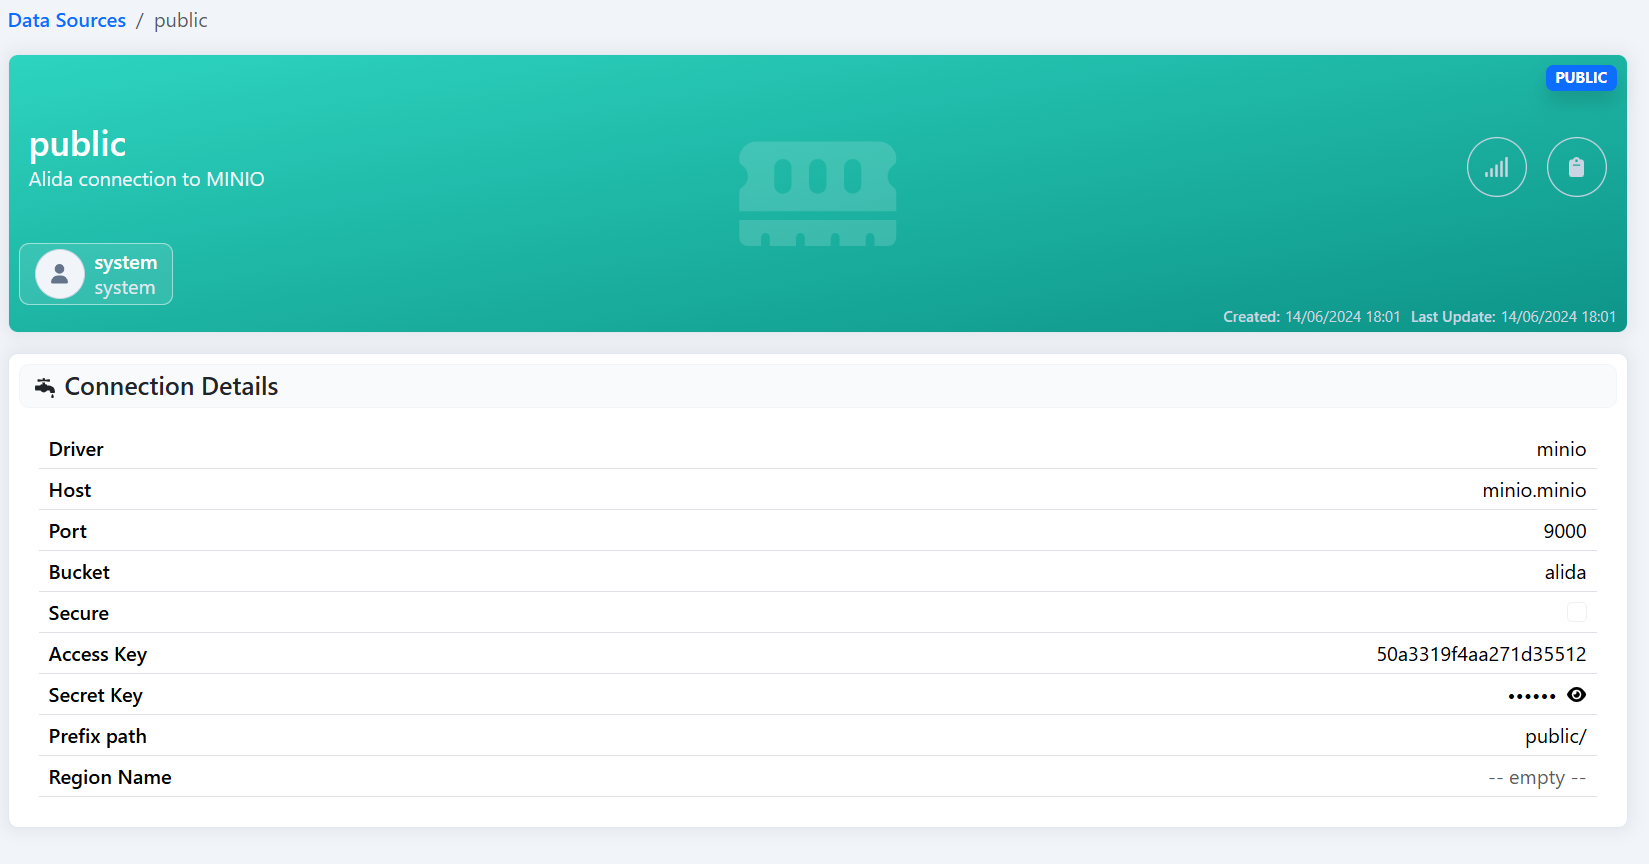 Data Sources / public
PUBLIC
public
Alida connection to MINIO
system
system
Created: 14/06/2024 18:01 Last Update: 14/06/2024 18:01
Connection Details
Driver minio
Host minio.minio
Port 9000
Bucket alida
Secure
Access Key 50a3319f4aa271d35512
Secret Key ••••••
Prefix path public/
Region Name -- empty --